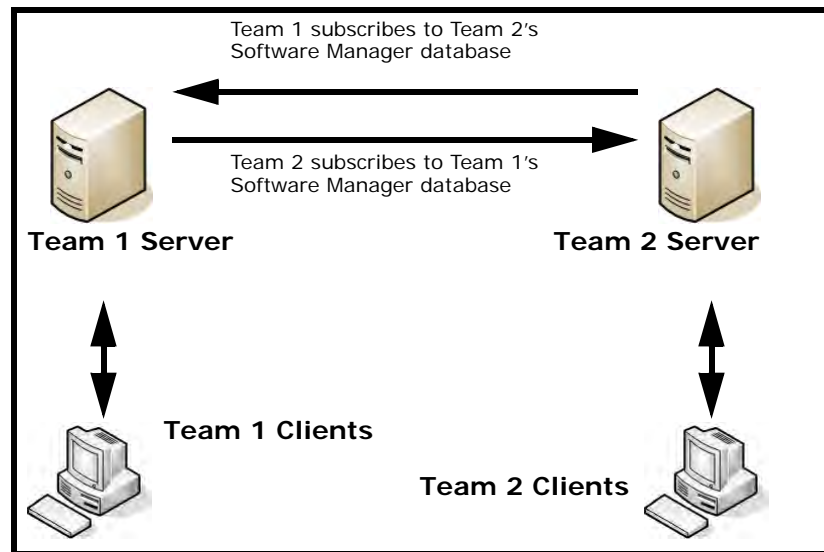 Team 1 subscribes to Team 2's
Software Manager database
Team 2 subscribes to Team 1's
Software Manager database
Team 1 Server
Team 2 Server
Team 1 Clients
Team 2 Clients